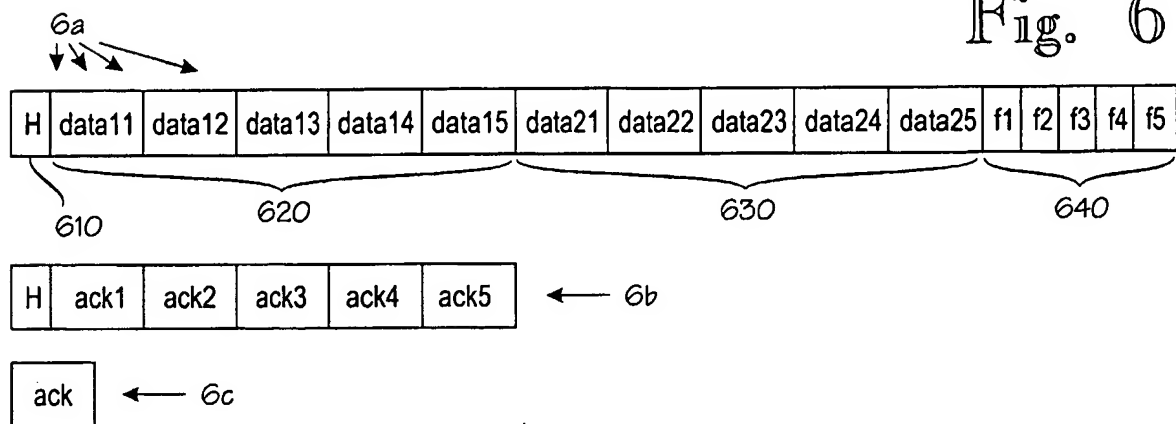 Fig. 6
6a
H data11 data12 data13 data14 data15 data21 data22 data23 data24 data25 f1 f2 f3 f4 f5
610 620 630 640
H ack1 ack2 ack3 ack4 ack5 6b
ack 6c